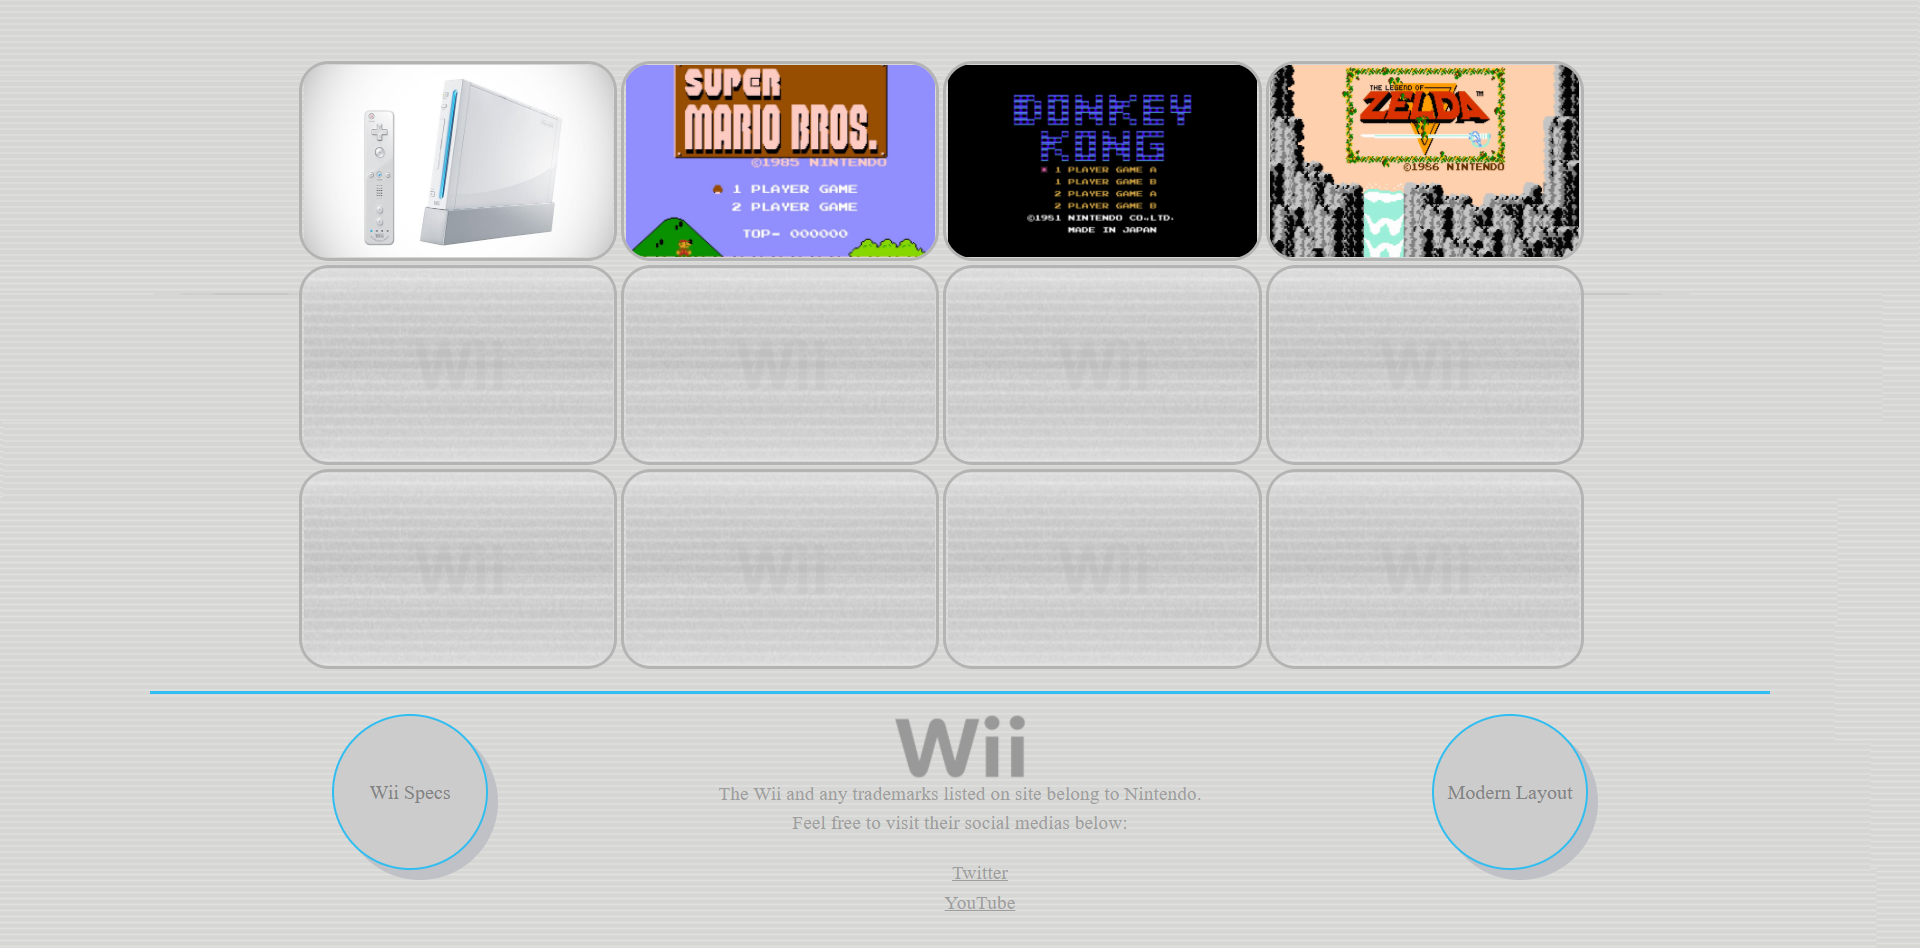 SUPER
MARIO BROS.
©1985 NINTENDO
1 PLAYER GAME
2 PLAYER GAME
TOP- 000000
DONKEY
KONG
1 PLAYER GAME A
1 PLAYER GAME B
2 PLAYER GAME A
2 PLAYER GAME B
©1981 NINTENDO CO.,LTD.
MADE IN JAPAN
THE LEGEND OF
ZELDA™
©1986 NINTENDO
Wii
Wii
Wii
Wii
Wii
Wii
Wii
Wii
Wii Specs
Wii
The Wii and any trademarks listed on site belong to Nintendo.
Feel free to visit their social medias below:
Twitter
YouTube
Modern Layout